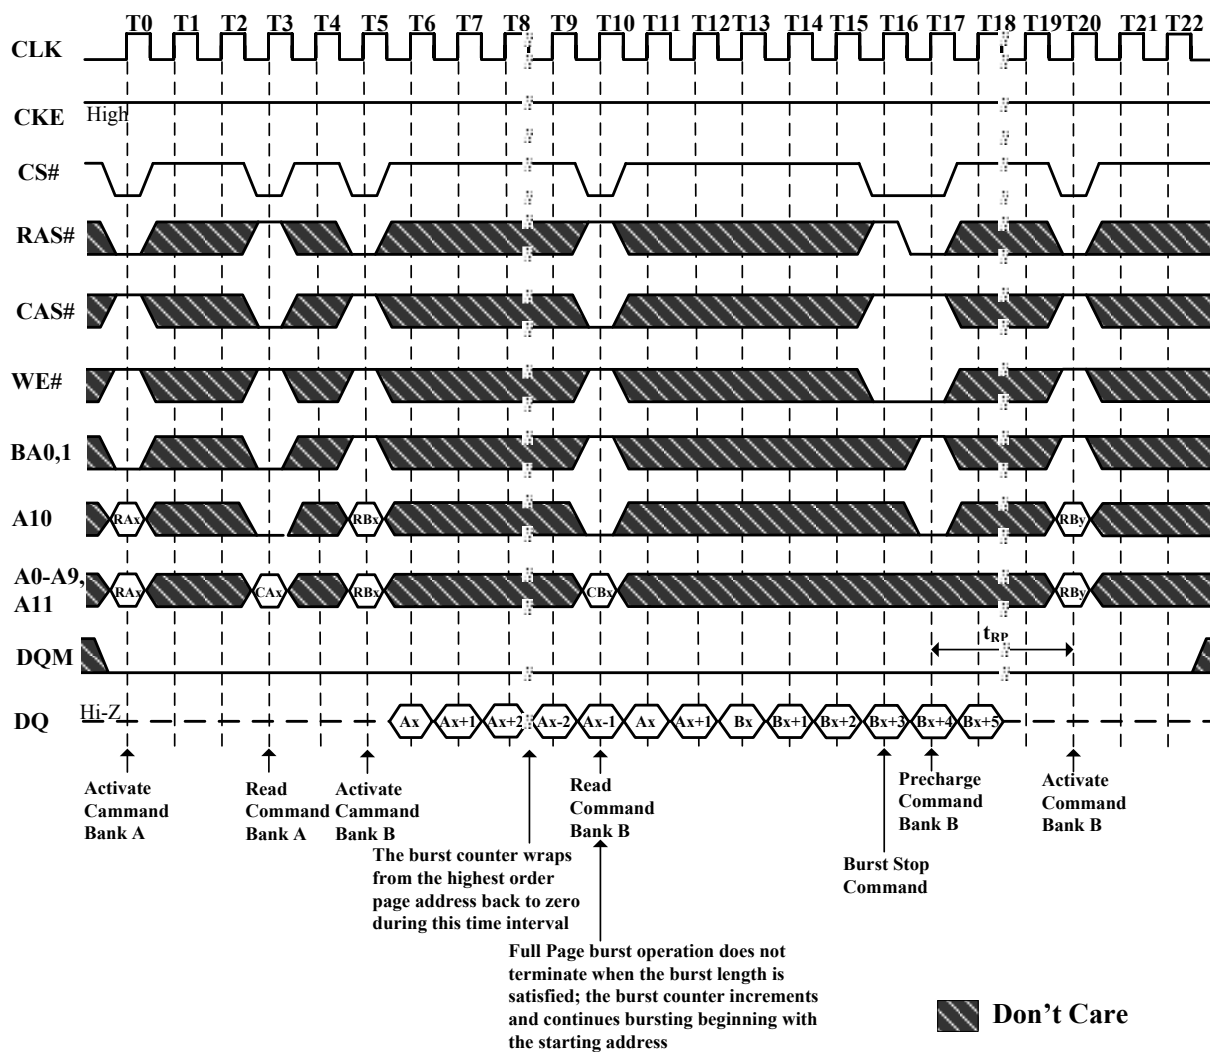 T0 T1 T2 T3 T4 T5 T6 T7 T8 T9 T10 T11 T12 T13 T14 T15 T16 T17 T18 T19 T20 T21 T22
CLK
CKE High
CS#
RAS#
CAS#
WE#
BA0,1
A10 RAx RBx RBy
A0-A9,
A11
RAx CAx RBx CBx RBy
DQM
tRP
DQ Hi-Z Ax Ax+1 Ax+2 Ax-2 Ax-1 Ax Ax+1 Bx Bx+1 Bx+2 Bx+3 Bx+4 Bx+5
Activate
Cammand
Bank A
Read
Command
Bank A
Activate
Cammand
Bank B
The burst counter wraps
from the highest order
page address back to zero
during this time interval
Read
Command
Bank B
Full Page burst operation does not
terminate when the burst length is
satisfied; the burst counter increments
and continues bursting beginning with
the starting address
Burst Stop
Command
Precharge
Command
Bank B
Activate
Command
Bank B
Don't Care